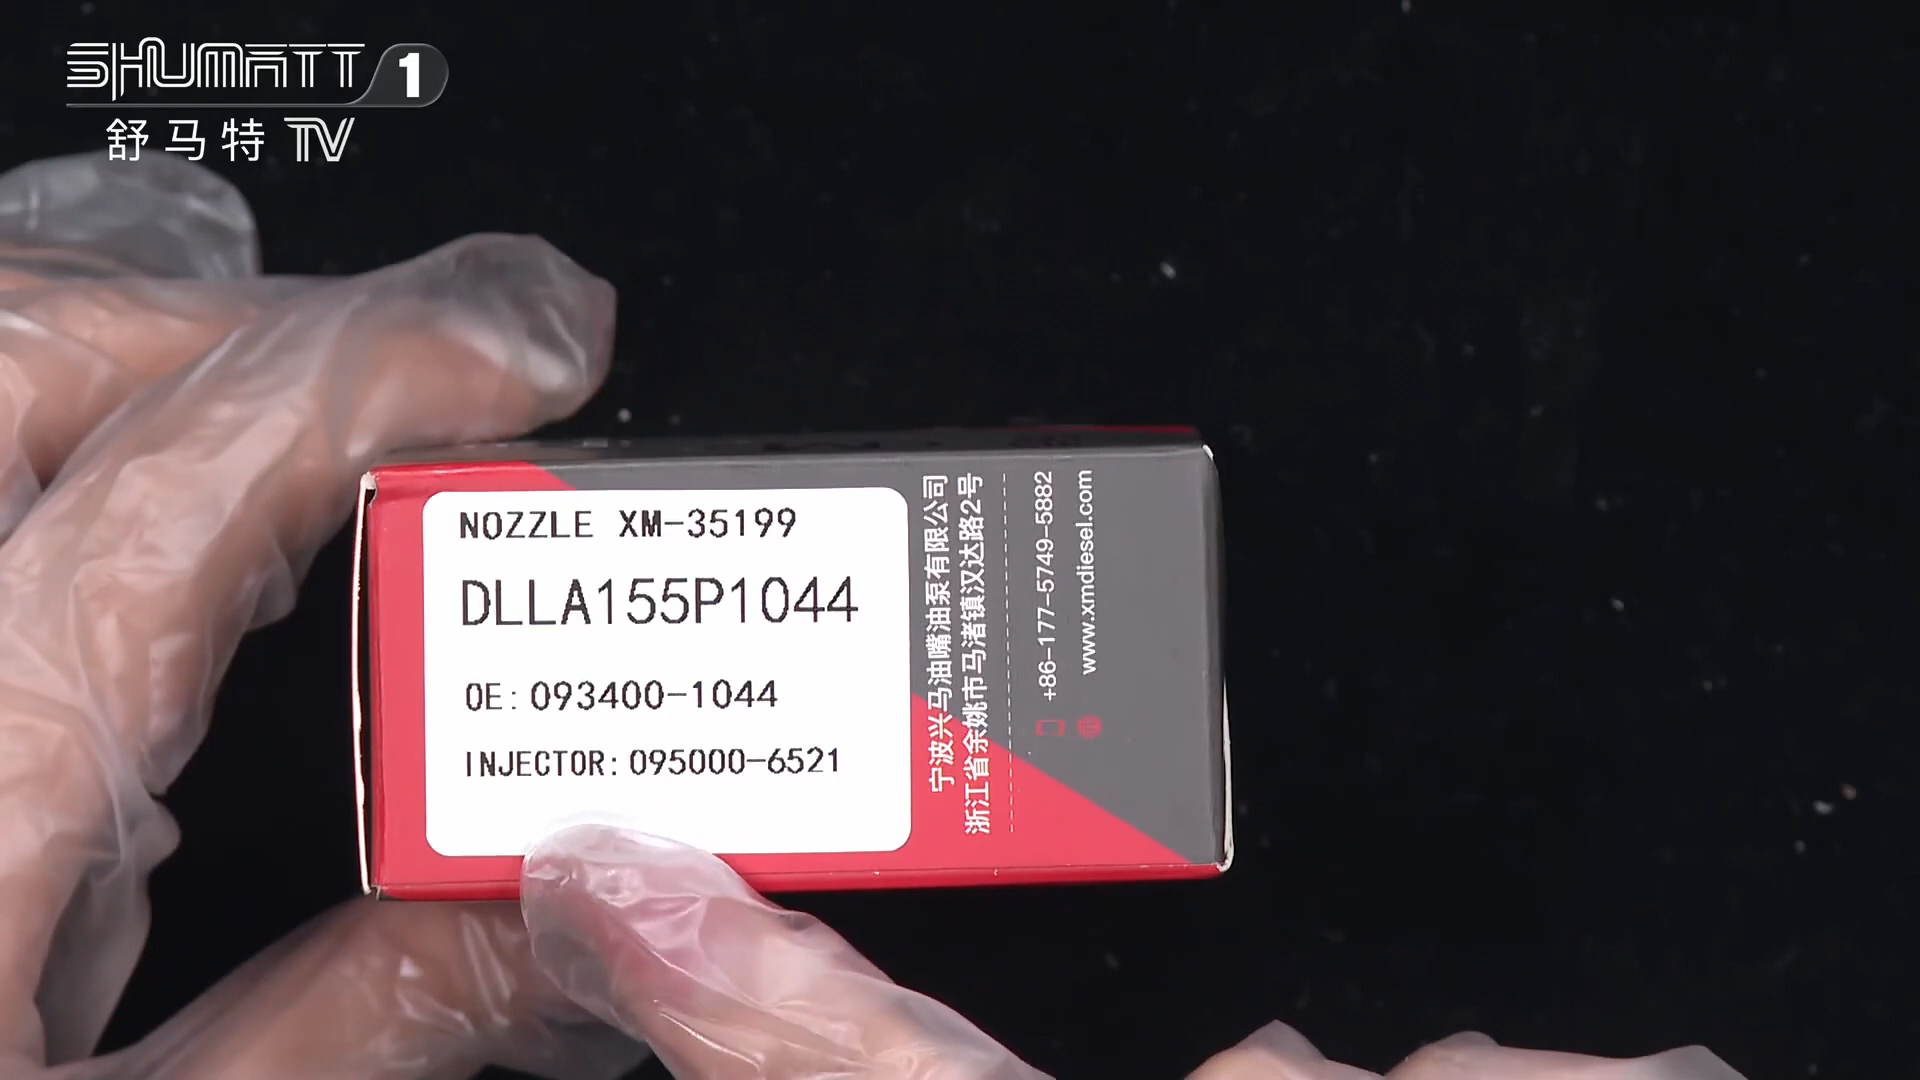 SHUMATT 1
舒马特 TV
NOZZLE XM-35199
DLLA155P1044
OE:093400-1044
INJECTOR:095000-6521
宁波兴马油嘴油泵有限公司
浙江省余姚市马渚镇汉达路2号
+86-177-5749-5882
www.xmdiesel.com